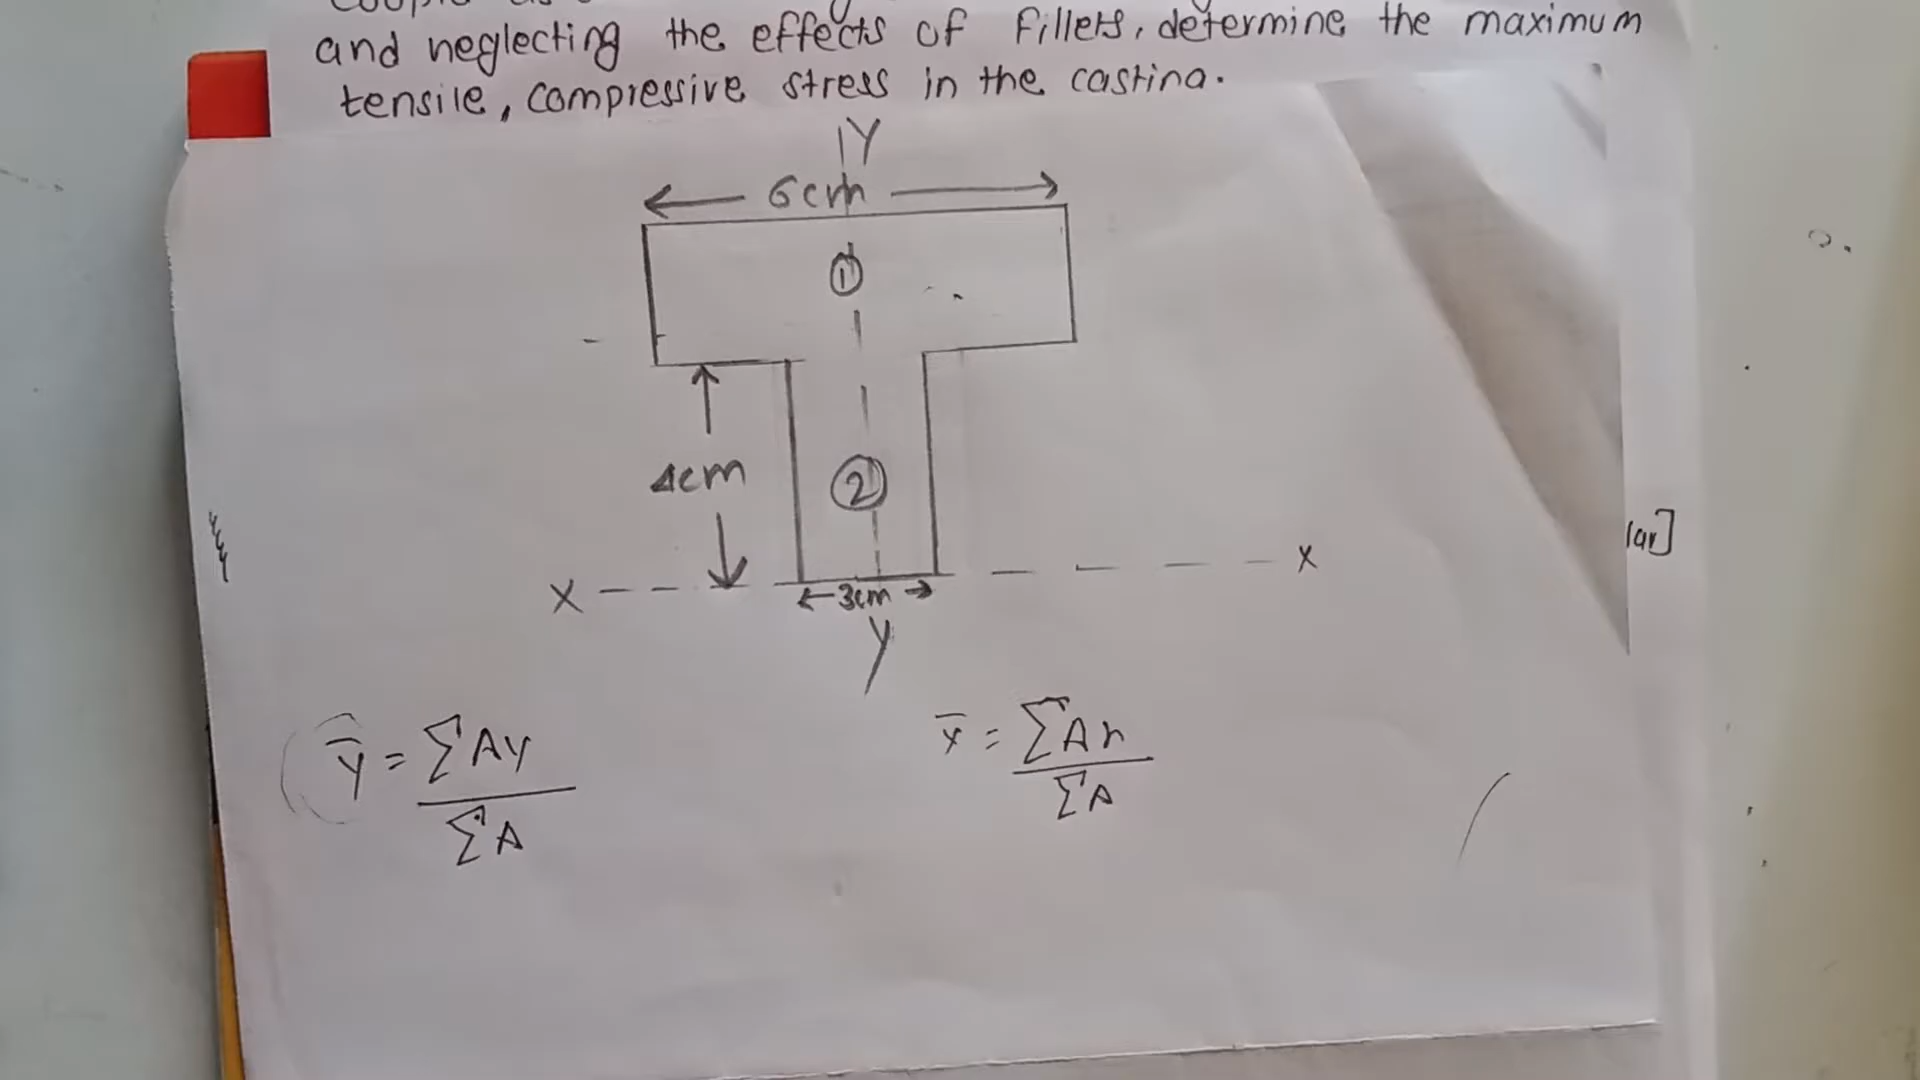 and neglecting the effects of fillets, determine the maximum
tensile, compressive stress in the casting.
Y
6cm
1
4cm
2
X
X
3cm
Y
ȳ = ΣAy / ΣA
x̄ = ΣAx / ΣA